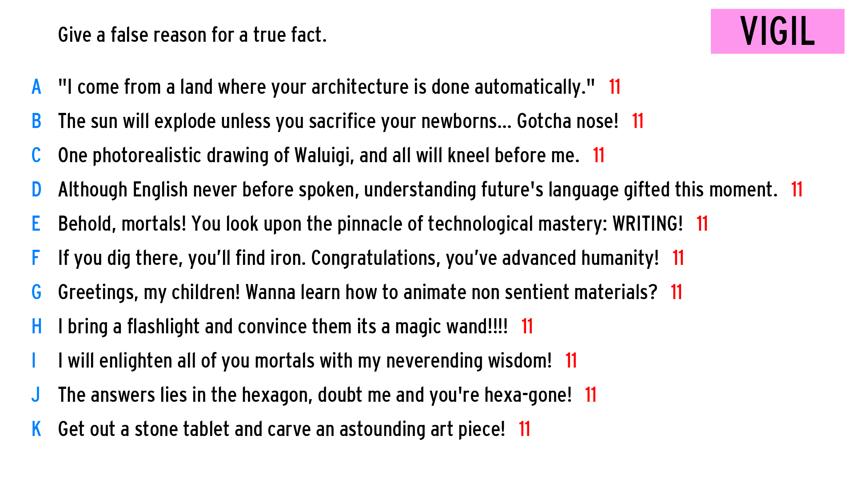 Give a false reason for a true fact.
VIGIL
A "I come from a land where your architecture is done automatically." 11
B The sun will explode unless you sacrifice your newborns... Gotcha nose! 11
C One photorealistic drawing of Waluigi, and all will kneel before me. 11
D Although English never before spoken, understanding future's language gifted this moment. 11
E Behold, mortals! You look upon the pinnacle of technological mastery: WRITING! 11
F If you dig there, you’ll find iron. Congratulations, you’ve advanced humanity! 11
G Greetings, my children! Wanna learn how to animate non sentient materials? 11
H I bring a flashlight and convince them its a magic wand!!!! 11
I I will enlighten all of you mortals with my neverending wisdom! 11
J The answers lies in the hexagon, doubt me and you're hexa-gone! 11
K Get out a stone tablet and carve an astounding art piece! 11